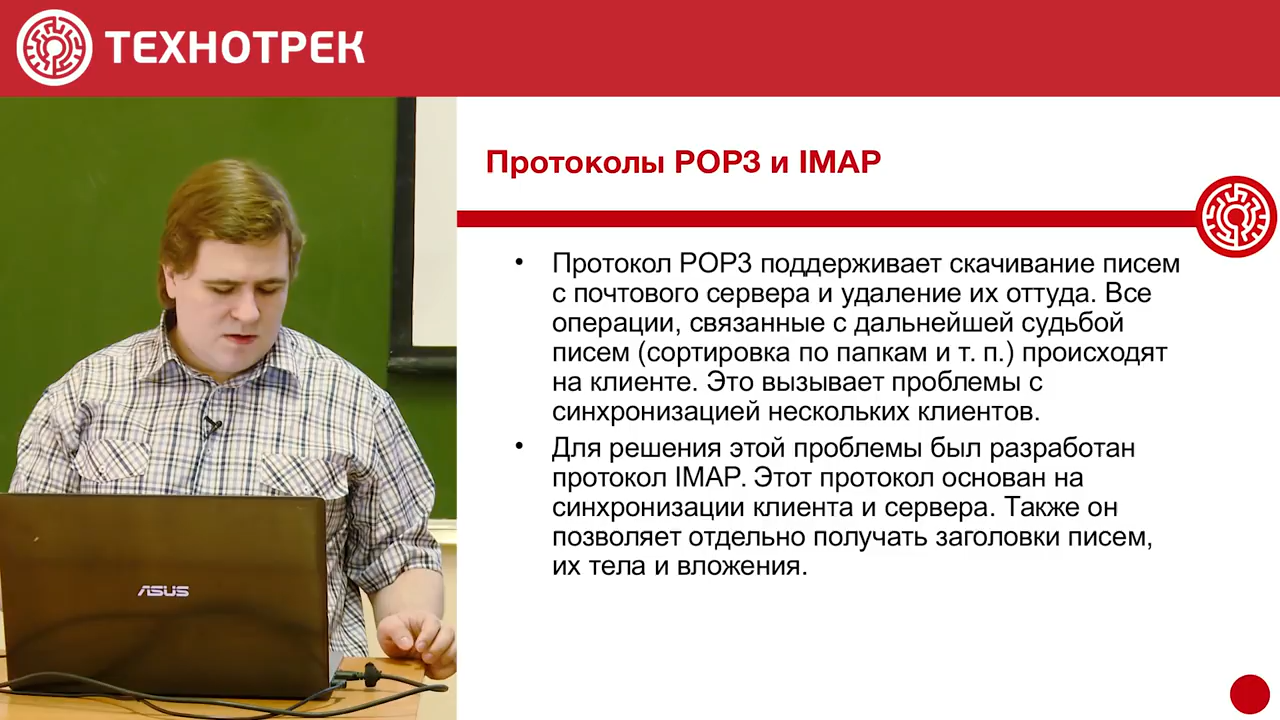 ТЕХНОТРЕК
Протоколы POP3 и IMAP
• Протокол POP3 поддерживает скачивание писем
с почтового сервера и удаление их оттуда. Все
операции, связанные с дальнейшей судьбой
писем (сортировка по папкам и т. п.) происходят
на клиенте. Это вызывает проблемы с
синхронизацией нескольких клиентов.
• Для решения этой проблемы был разработан
протокол IMAP. Этот протокол основан на
синхронизации клиента и сервера. Также он
позволяет отдельно получать заголовки писем,
их тела и вложения.
ASUS